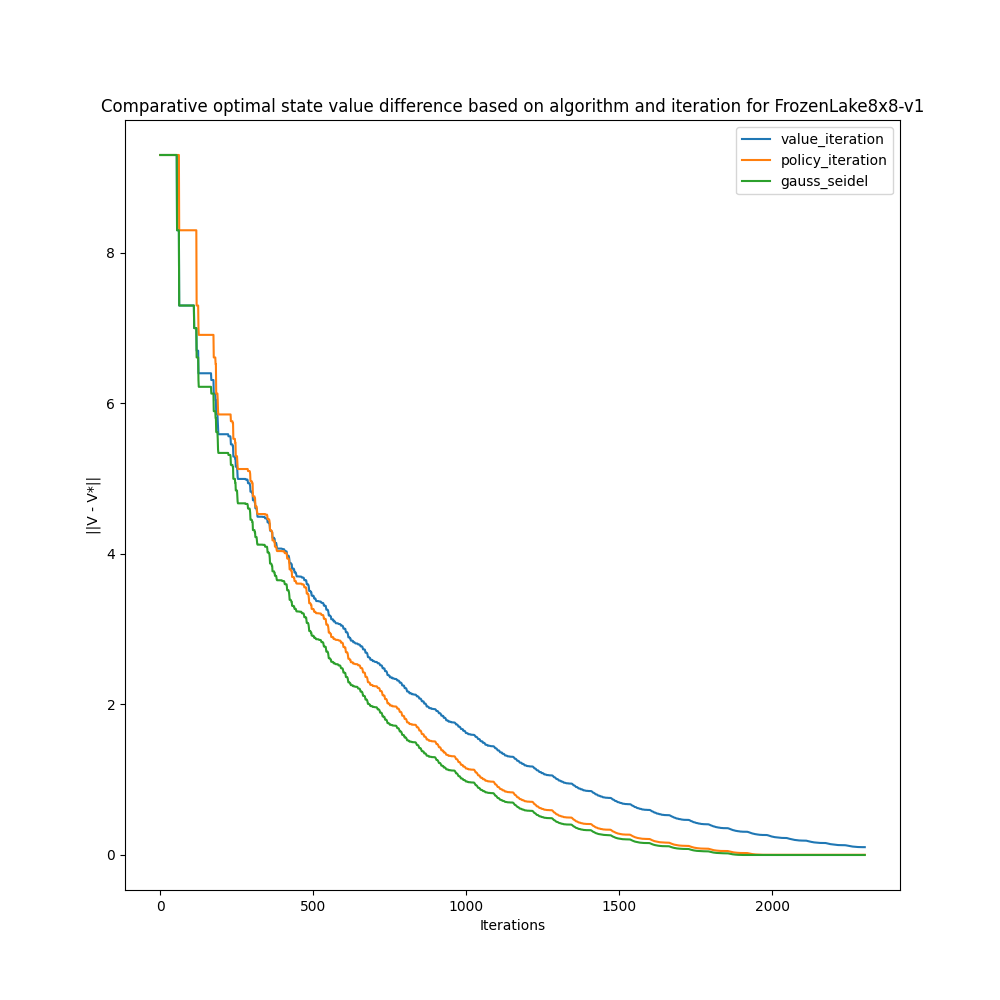 Comparative optimal state value difference based on algorithm and iteration for FrozenLake8x8-v1
value_iteration
policy_iteration
gauss_seidel
8
6
4
2
0
||V - V*||
0 500 1000 1500 2000
Iterations